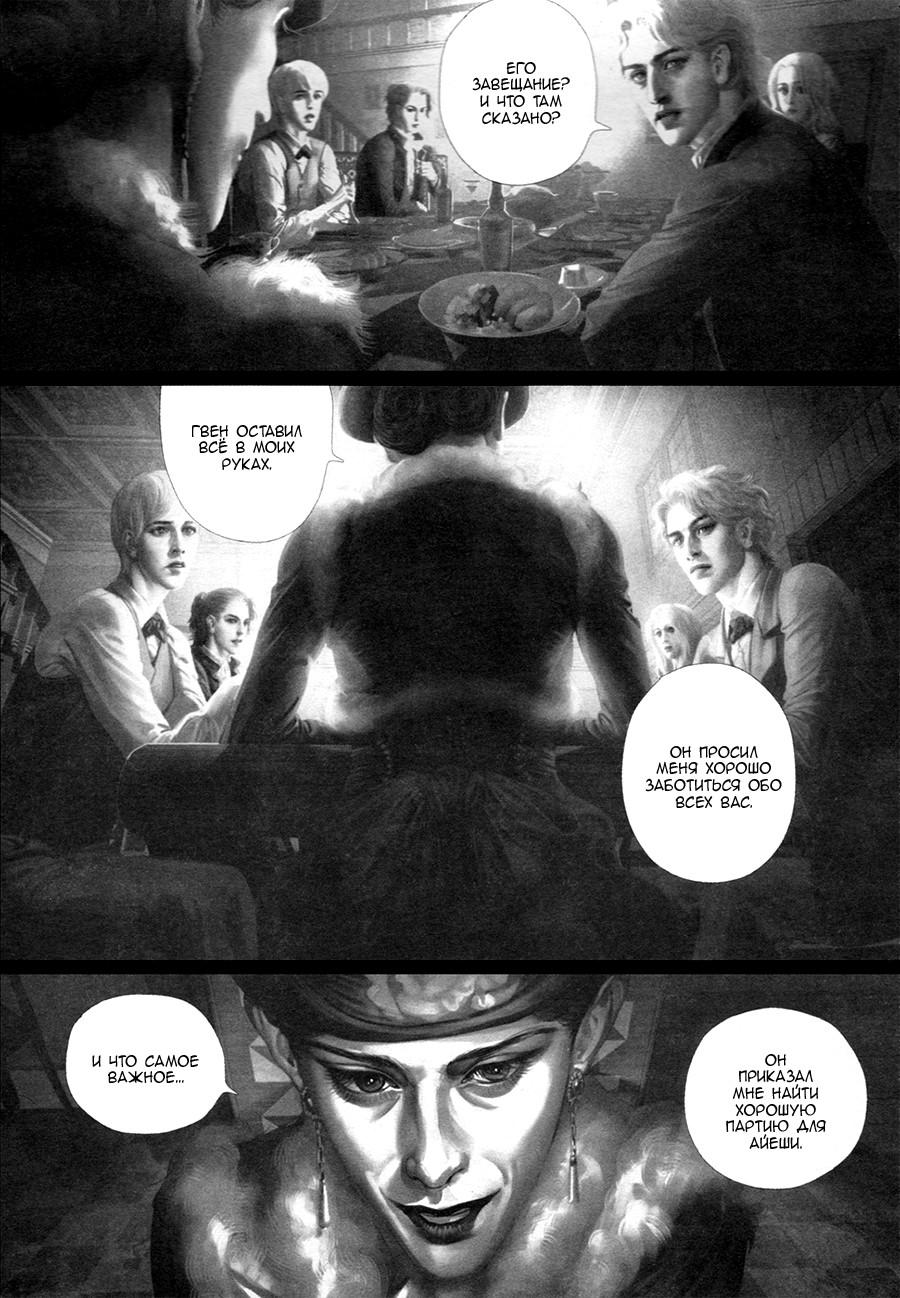 ЕГО
ЗАВЕЩАНИЕ?
И ЧТО ТАМ
СКАЗАНО?
ГВЕН ОСТАВИЛ
ВСЁ В МОИХ
РУКАХ.
ОН ПРОСИЛ
МЕНЯ ХОРОШО
ЗАБОТИТЬСЯ ОБО
ВСЕХ ВАС.
И ЧТО САМОЕ
ВАЖНОЕ...
ОН
ПРИКАЗАЛ
МНЕ НАЙТИ
ХОРОШУЮ
ПАРТИЮ ДЛЯ
АЙЕШИ.